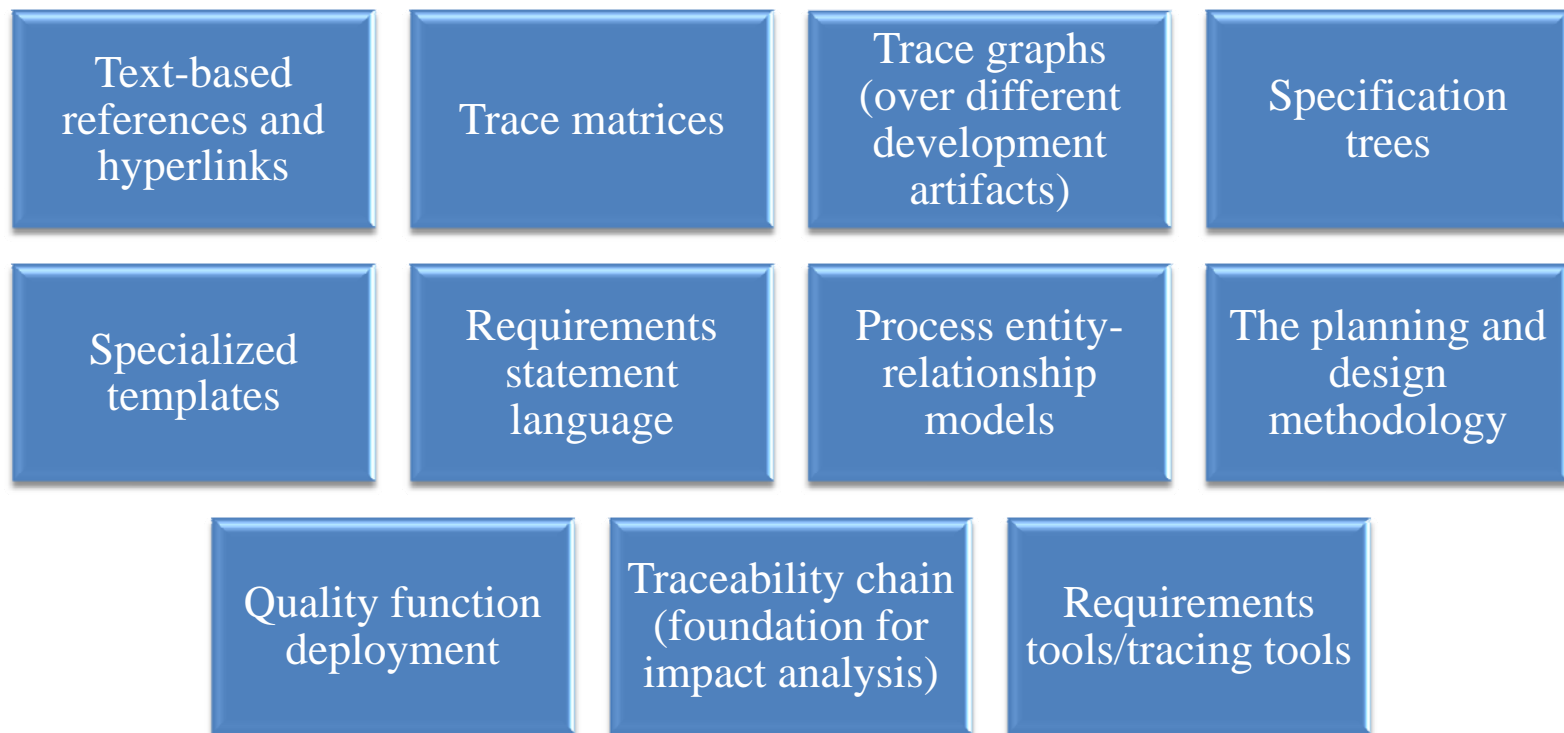 Text-based
references and
hyperlinks
Trace matrices
Trace graphs
(over different
development
artifacts)
Specification
trees
Specialized
templates
Requirements
statement
language
Process entity-
relationship
models
The planning and
design
methodology
Quality function
deployment
Traceability chain
(foundation for
impact analysis)
Requirements
tools/tracing tools